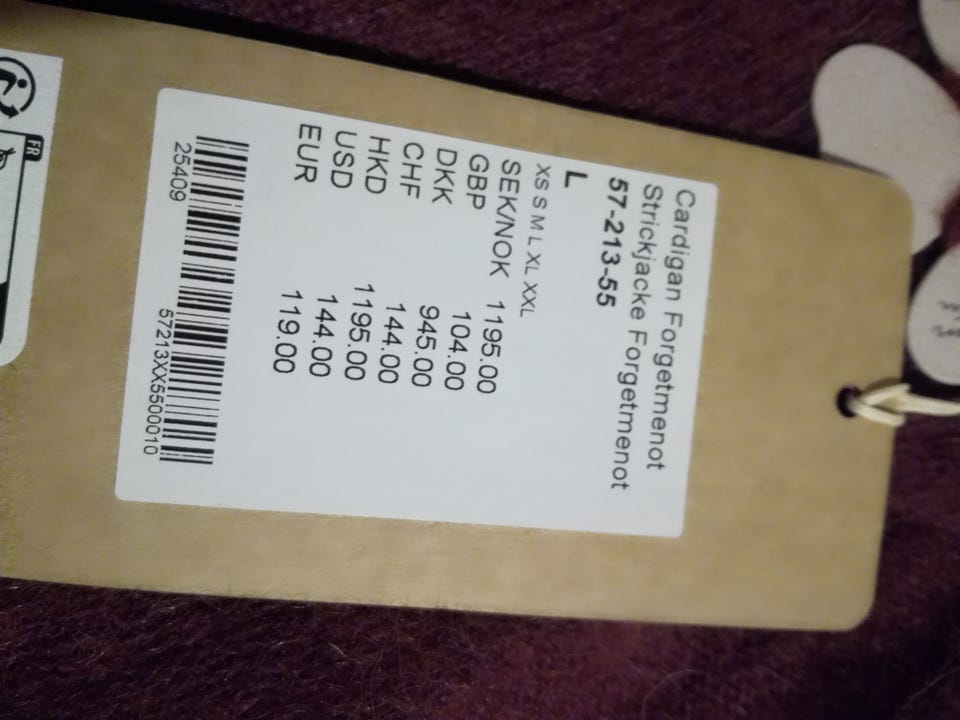 Cardigan Forgetmenot
Strickjacke Forgetmenot
57-213-55
L
XS S M L XL XXL
SEK/NOK 1195.00
GBP 104.00
DKK 945.00
CHF 144.00
HKD 1195.00
USD 144.00
EUR 119.00
25409 57213XX5500010
FR